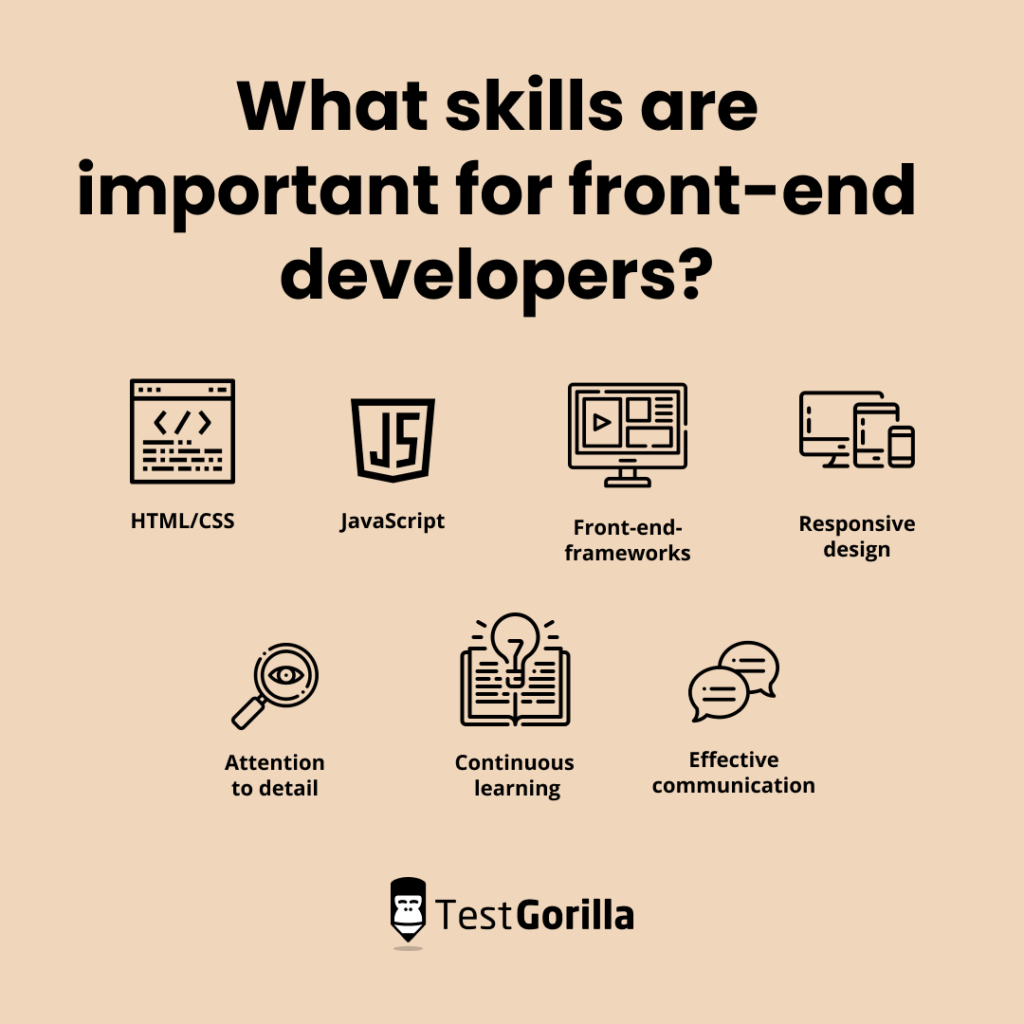 What skills are
important for front-end
developers?
</>
JS
HTML/CSS
JavaScript
Front-end-
frameworks
Responsive
design
Attention
to detail
Continuous
learning
Effective
communication
TestGorilla